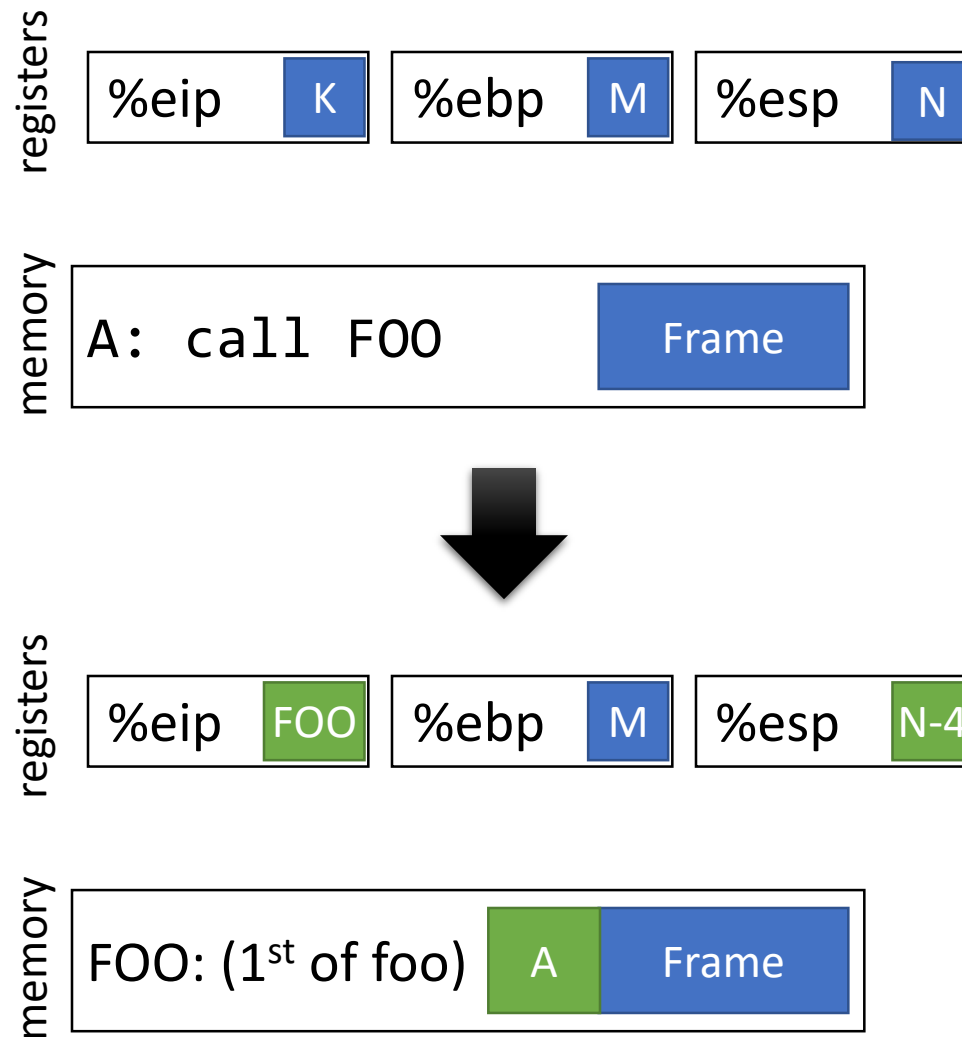 registers
%eip K %ebp M %esp N
memory
A: call FOO Frame
registers
%eip FOO %ebp M %esp N-4
memory
FOO: (1st of foo) A Frame